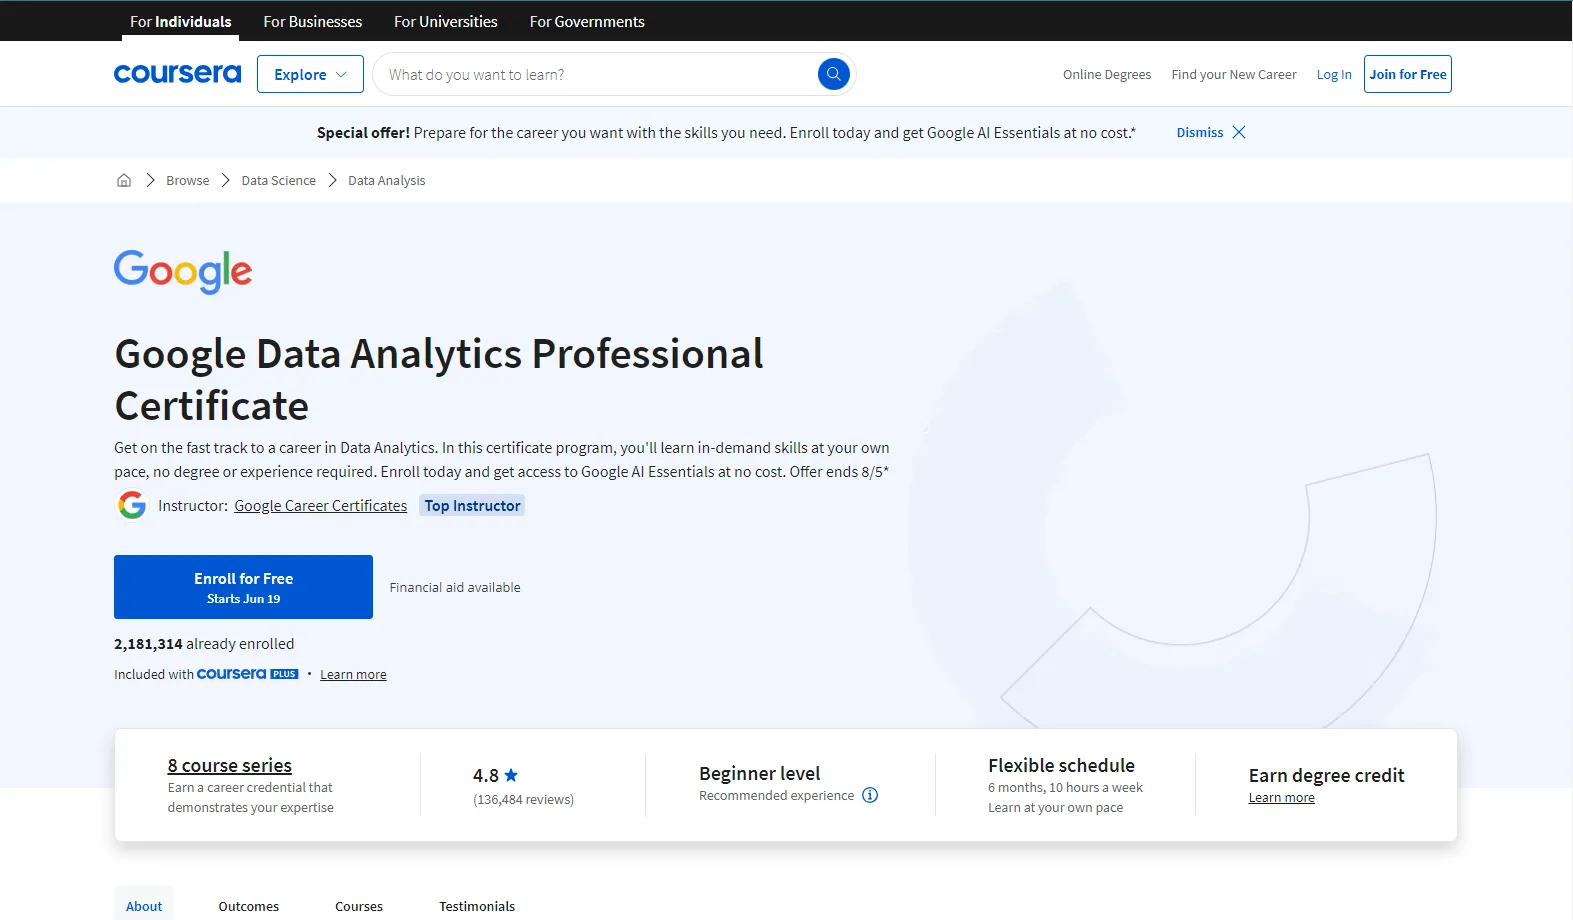 For Individuals
For Businesses
For Universities
For Governments
coursera
Explore
What do you want to learn?
Online Degrees
Find your New Career
Log In
Join for Free
Special offer! Prepare for the career you want with the skills you need. Enroll today and get Google AI Essentials at no cost.*
Dismiss
Browse
Data Science
Data Analysis
Google
Google Data Analytics Professional
Certificate
Get on the fast track to a career in Data Analytics. In this certificate program, you'll learn in-demand skills at your own
pace, no degree or experience required. Enroll today and get access to Google AI Essentials at no cost. Offer ends 8/5*
G
Instructor: Google Career Certificates
Top Instructor
Enroll for Free
Starts Jun 19
Financial aid available
2,181,314 already enrolled
Included with coursera PLUS • Learn more
8 course series
Earn a career credential that
demonstrates your expertise
4.8
(136,484 reviews)
Beginner level
Recommended experience
Flexible schedule
6 months, 10 hours a week
Learn at your own pace
Earn degree credit
Learn more
About
Outcomes
Courses
Testimonials